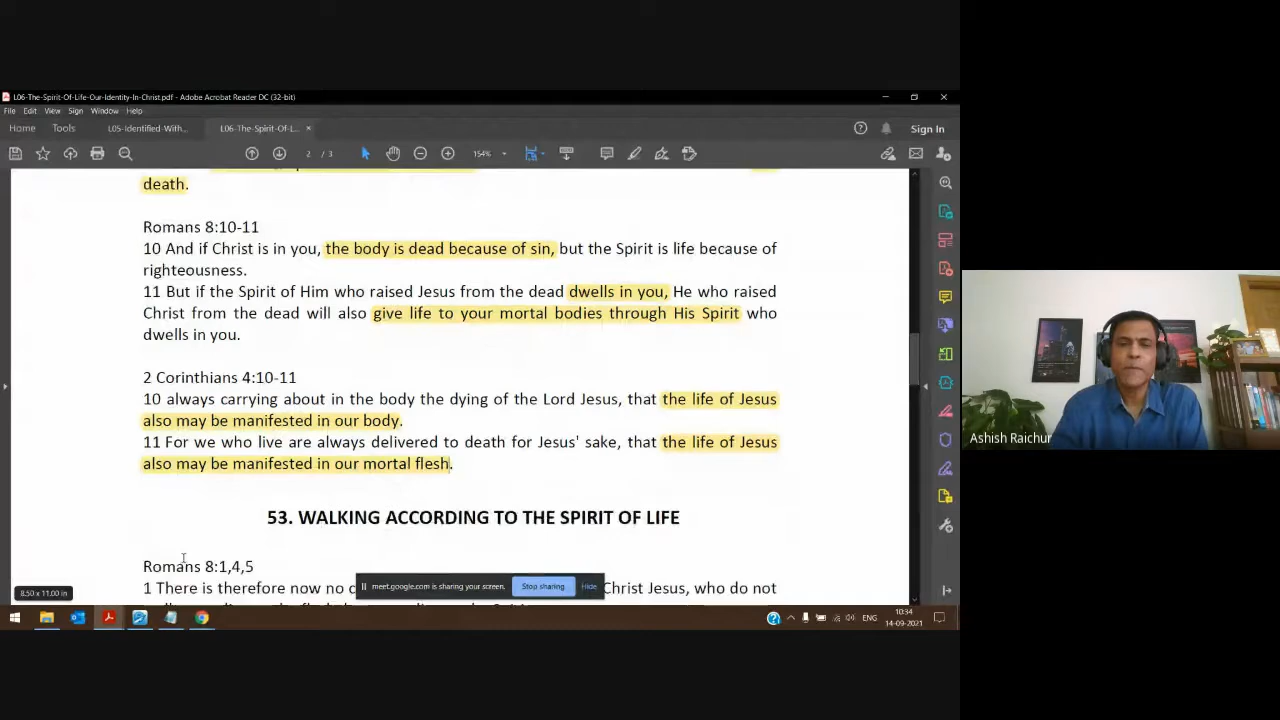 L06-The-Spirit-Of-Life-Our-Identity-In-Christ.pdf - Adobe Acrobat Reader DC (32-bit)
File Edit View Sign Window Help
Home Tools L05-Identified-With... L06-The-Spirit-Of-L... × Sign In
2 / 3 154%
death.
Romans 8:10-11
10 And if Christ is in you, the body is dead because of sin, but the Spirit is life because of
righteousness.
11 But if the Spirit of Him who raised Jesus from the dead dwells in you, He who raised
Christ from the dead will also give life to your mortal bodies through His Spirit who
dwells in you.
2 Corinthians 4:10-11
10 always carrying about in the body the dying of the Lord Jesus, that the life of Jesus
also may be manifested in our body.
11 For we who live are always delivered to death for Jesus' sake, that the life of Jesus
also may be manifested in our mortal flesh.
53. WALKING ACCORDING TO THE SPIRIT OF LIFE
Romans 8:1,4,5
1 There is therefore now no Christ Jesus, who do not
meet.google.com is sharing your screen. Stop sharing Hide
8.50 x 11.00 in
ENG
10:34
14-09-2021
Ashish Raichur